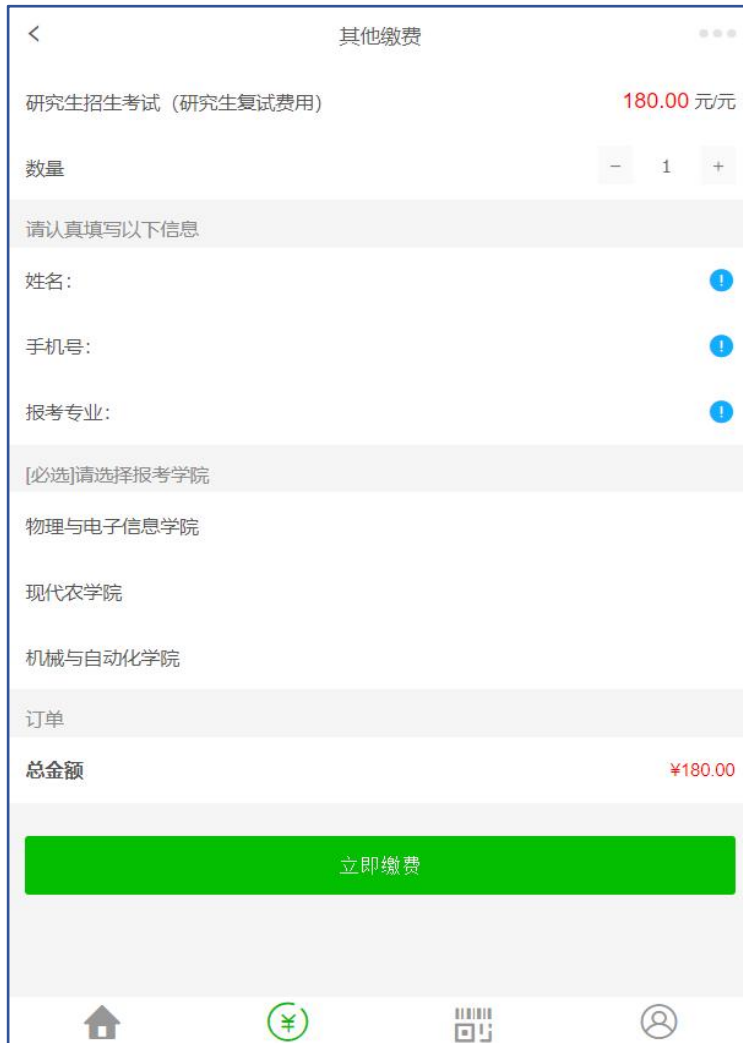 其他缴费
研究生招生考试（研究生复试费用） 180.00 元/元
数量 － 1 +
请认真填写以下信息
姓名：
手机号：
报考专业：
[必选]请选择报考学院
物理与电子信息学院
现代农学院
机械与自动化学院
订单
总金额 ¥180.00
立即缴费